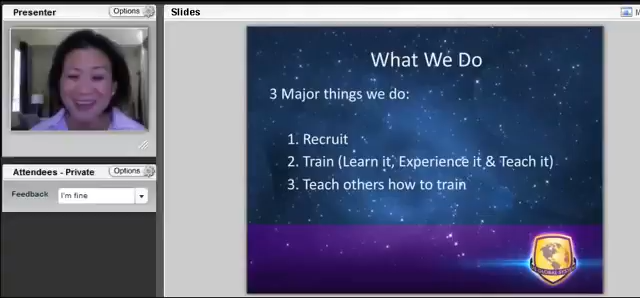 Presenter
Options
Slides
M
What We Do
3 Major things we do:
1. Recruit
2. Train (Learn it, Experience it & Teach it)
3. Teach others how to train
Attendees - Private
Options
Feedback
I'm fine